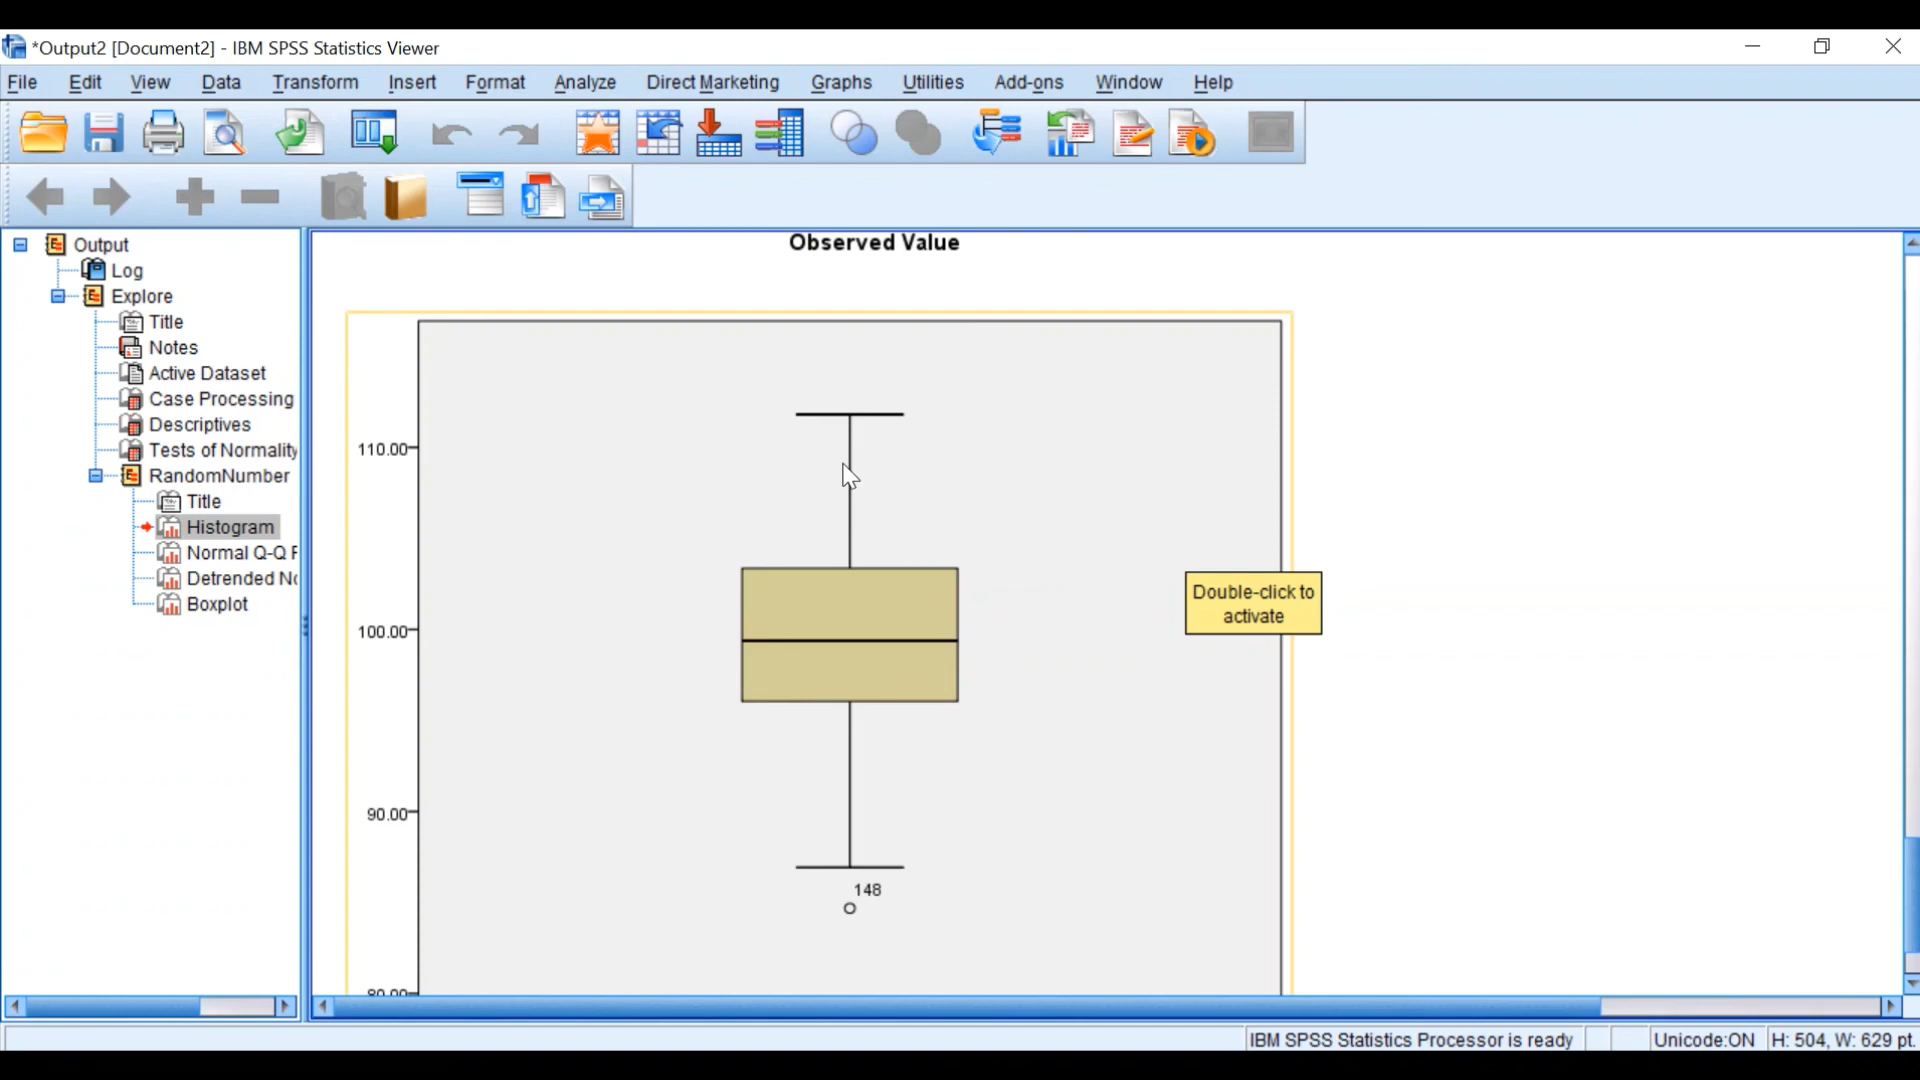 *Output2 [Document2] - IBM SPSS Statistics Viewer
File Edit View Data Transform Insert Format Analyze Direct Marketing Graphs Utilities Add-ons Window Help
Output
Log
Explore
Title
Notes
Active Dataset
Case Processing
Descriptives
Tests of Normality
RandomNumber
Title
Histogram
Normal Q-Q P
Detrended No
Boxplot
Observed Value
110.00
100.00
90.00
80.00
148
Double-click to
activate
IBM SPSS Statistics Processor is ready
Unicode:ON
H: 504, W: 629 pt.